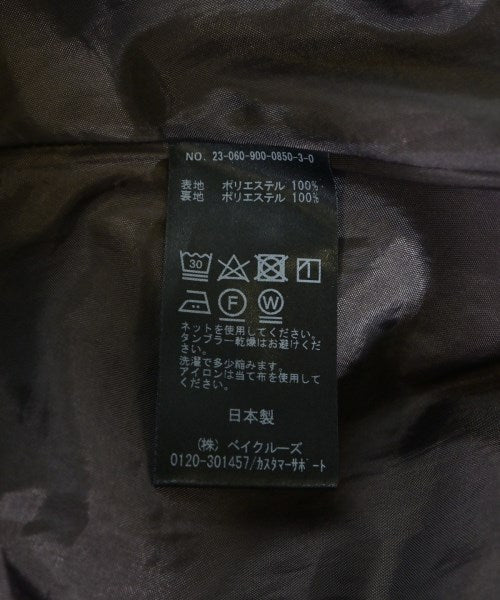 NO. 23-060-900-0850-3-0
表地 ポリエステル 100%
裏地 ポリエステル 100%
30
F W
ネットを使用してください。
タンブラー乾燥はお避けくだ
さい。
洗濯で多少縮みます。
アイロンは当て布を使用して
ください。
日本製
(株) ベイクルーズ
0120-301457/カスタマーサポート